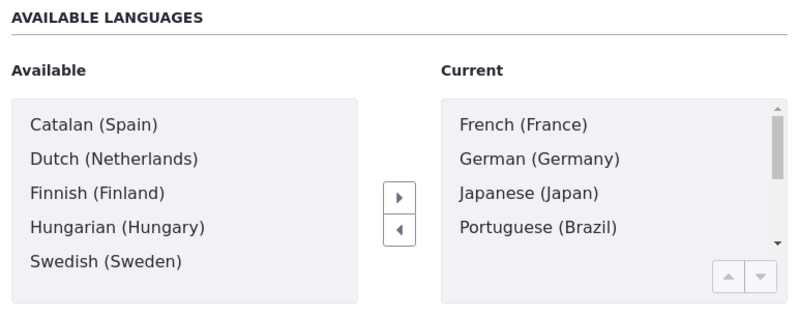 AVAILABLE LANGUAGES
Available
Catalan (Spain)
Dutch (Netherlands)
Finnish (Finland)
Hungarian (Hungary)
Swedish (Sweden)
Current
French (France)
German (Germany)
Japanese (Japan)
Portuguese (Brazil)